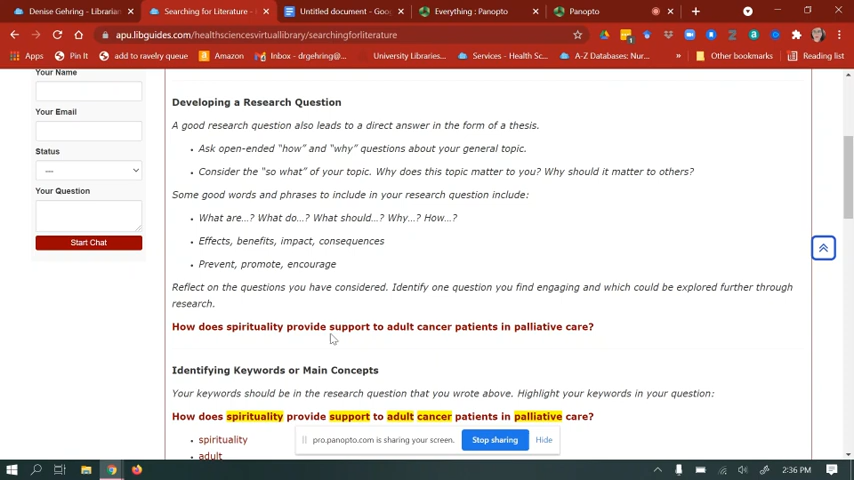 Denise Gehring - Librarian
Searching for Literature -
Untitled document - Goo
Everything : Panopto
Panopto
apu.libguides.com/healthsciencesvirtuallibrary/searchingforliterature
Apps
Pin It
add to ravelry queue
Amazon
Inbox - drgehring@...
University Libraries...
Services - Health Sc...
A-Z Databases: Nur...
»
Other bookmarks
Reading list
Your Name
Your Email
Status
---
Your Question
Start Chat
Developing a Research Question
A good research question also leads to a direct answer in the form of a thesis.
• Ask open-ended “how” and “why” questions about your general topic.
• Consider the “so what” of your topic. Why does this topic matter to you? Why should it matter to others?
Some good words and phrases to include in your research question include:
• What are…? What do…? What should…? Why…? How…?
• Effects, benefits, impact, consequences
• Prevent, promote, encourage
Reflect on the questions you have considered. Identify one question you find engaging and which could be explored further through
research.
How does spirituality provide support to adult cancer patients in palliative care?
Identifying Keywords or Main Concepts
Your keywords should be in the research question that you wrote above. Highlight your keywords in your question:
How does spirituality provide support to adult cancer patients in palliative care?
• spirituality
• adult
pro.panopto.com is sharing your screen.
Stop sharing
Hide
2:36 PM